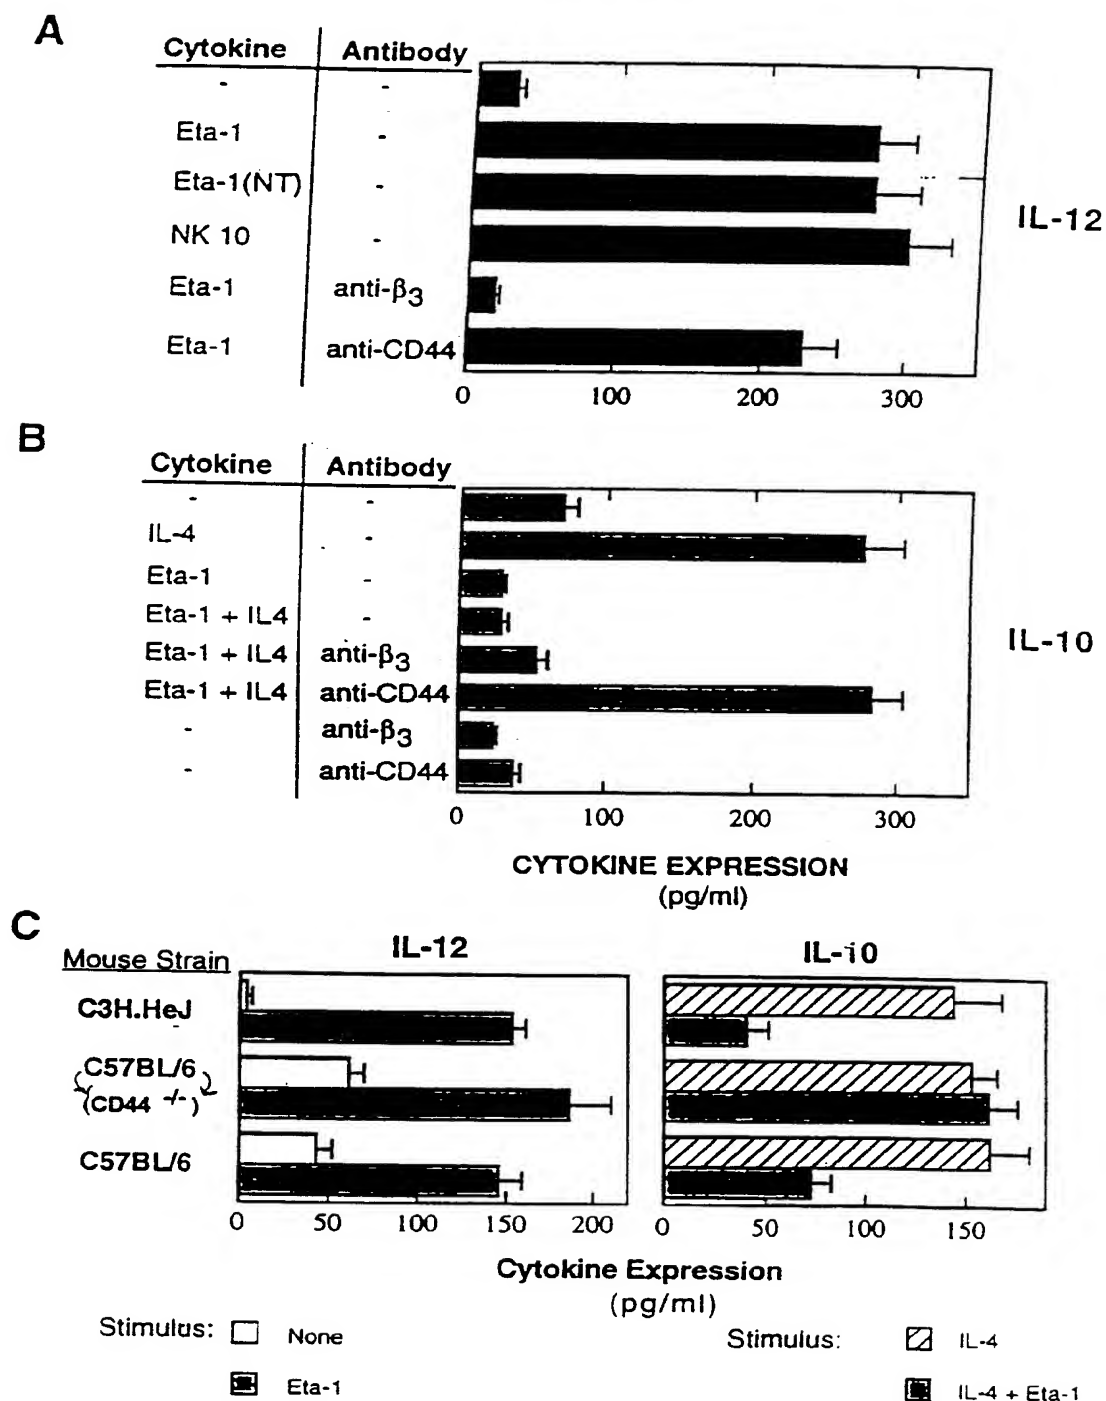 A
Cytokine Antibody
- -
Eta-1 -
Eta-1(NT) -
NK 10 -
Eta-1 anti-β3
Eta-1 anti-CD44
IL-12
0 100 200 300
B
Cytokine Antibody
- -
IL-4 -
Eta-1 -
Eta-1 + IL4 -
Eta-1 + IL4 anti-β3
Eta-1 + IL4 anti-CD44
- anti-β3
- anti-CD44
IL-10
0 100 200 300
CYTOKINE EXPRESSION
(pg/ml)
C
Mouse Strain
IL-12
IL-10
C3H.HeJ
C57BL/6
(CD44 -/-)
C57BL/6
0 50 100 150 200
0 50 100 150
Cytokine Expression
(pg/ml)
Stimulus: None
Eta-1
Stimulus: IL-4
IL-4 + Eta-1